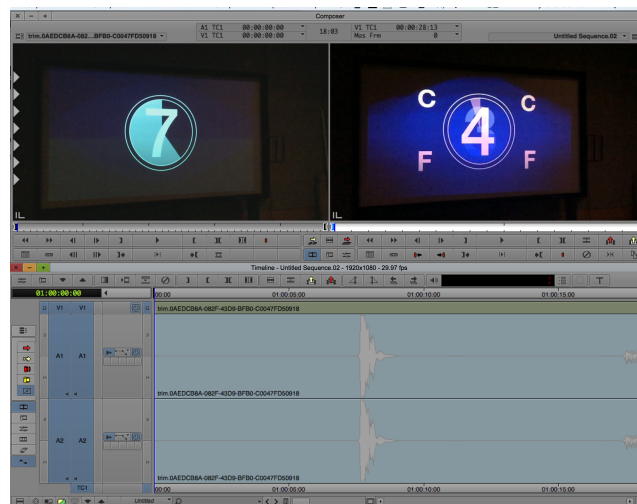 Composer
trim.0AEDCB8A-082...BFB0-C0047FD50918
A1 TC1 00:00:00:00
V1 TC1 00:00:00:00
18:03
V1 TC1 00:00:28:13
Mas Frm 0
Untitled Sequence.02
7
C C
4
F F
Timeline - Untitled Sequence.02 - 1920x1080 - 29.97 fps
01:00:00:00
00:00 01:00:05:00 01:00:10:00 01:00:15:00
V1 V1 trim.0AEDCB8A-082F-43D9-BFB0-C0047FD50918
A1 A1
trim.0AEDCB8A-082F-43D9-BFB0-C0047FD50918
A2 A2
trim.0AEDCB8A-082F-43D9-BFB0-C0047FD50918
TC1 00:00 01:00:05:00 01:00:10:00 01:00:15:00
Untitled